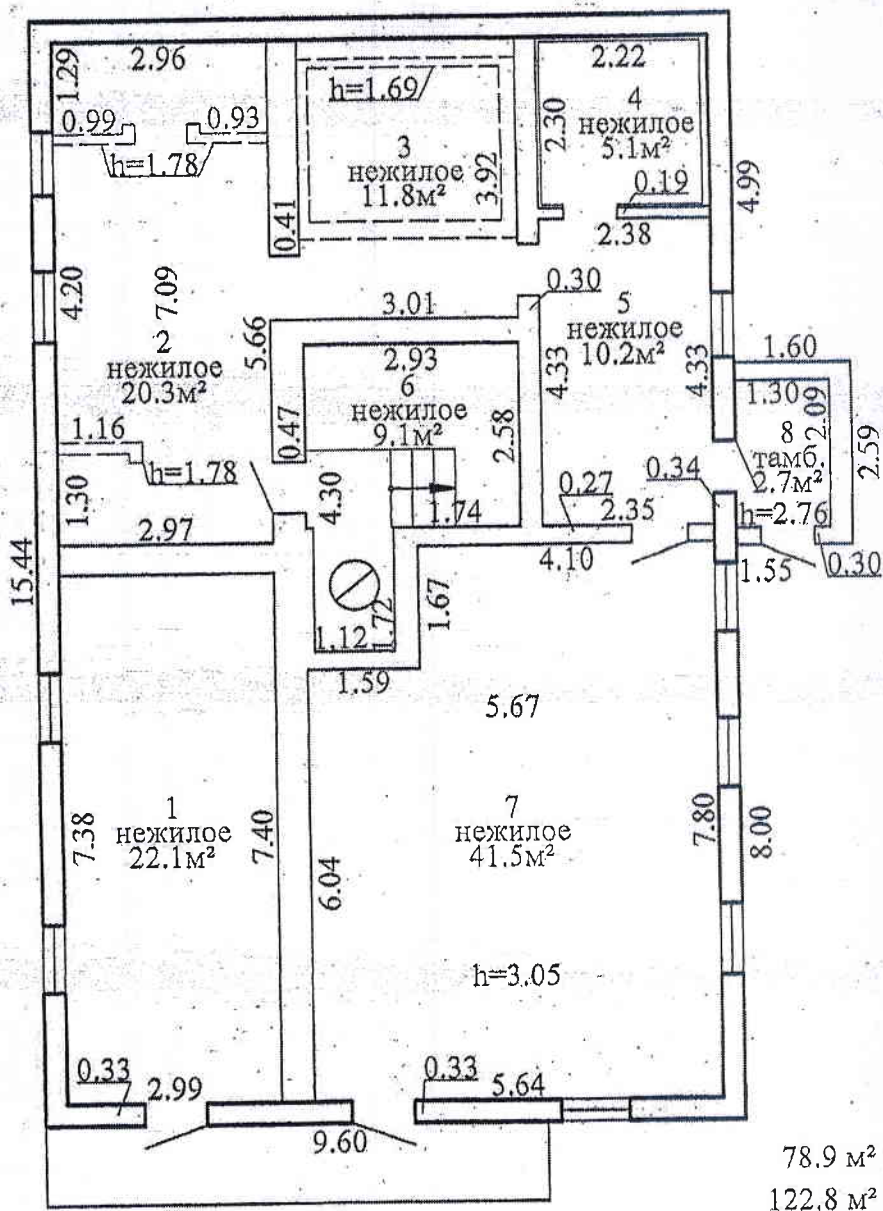 1.29
2.96
0.99
0.93
h=1.78
h=1.69
3
нежилое
11.8м²
3.92
0.41
2.22
2.30
4
нежилое
5.1м²
0.19
2.38
4.99
4.20
7.09
2
нежилое
20.3м²
5.66
3.01
0.30
5
нежилое
10.2м²
4.33
4.33
2.93
6
нежилое
9.1м²
0.47
2.58
1.60
1.30
2.09
2.59
8
тамб.
2.7м²
h=2.76
0.34
1.16
h=1.78
1.30
2.97
4.30
1.74
0.27
2.35
4.10
1.55
0.30
15.44
1.12
1.72
1.67
1.59
5.67
1
нежилое
22.1м²
7.38
7.40
6.04
7
нежилое
41.5м²
7.80
8.00
h=3.05
0.33
2.99
0.33
5.64
9.60
78.9 м²
122.8 м²